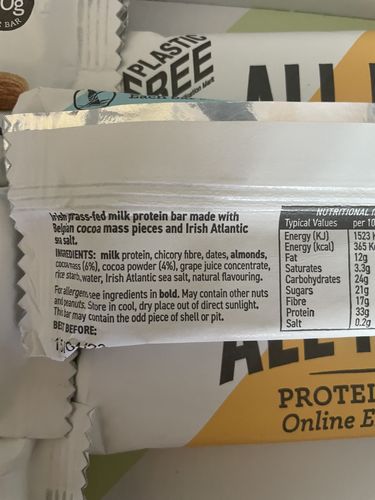 0g
BAR
PLASTIC
FREE
ALL
Irish grass-fed milk protein bar made with
Belgian cocoa mass pieces and Irish Atlantic
sea salt.
INGREDIENTS: milk protein, chicory fibre, dates, almonds,
cocoa mass (6%), cocoa powder (4%), grape juice concentrate,
rice starch, water, Irish Atlantic sea salt, natural flavouring.
For allergens see ingredients in bold. May contain other nuts
and peanuts. Store in cool, dry place out of direct sunlight.
This bar may contain the odd piece of shell or pit.
BEST BEFORE:
NUTRITIONAL
Typical Values per 10
Energy (KJ) 1523
Energy (kcal) 365
Fat 12g
Saturates 3.3g
Carbohydrates 24g
Sugars 21g
Fibre 17g
Protein 33g
Salt 0.2g
PROTEI
Online E